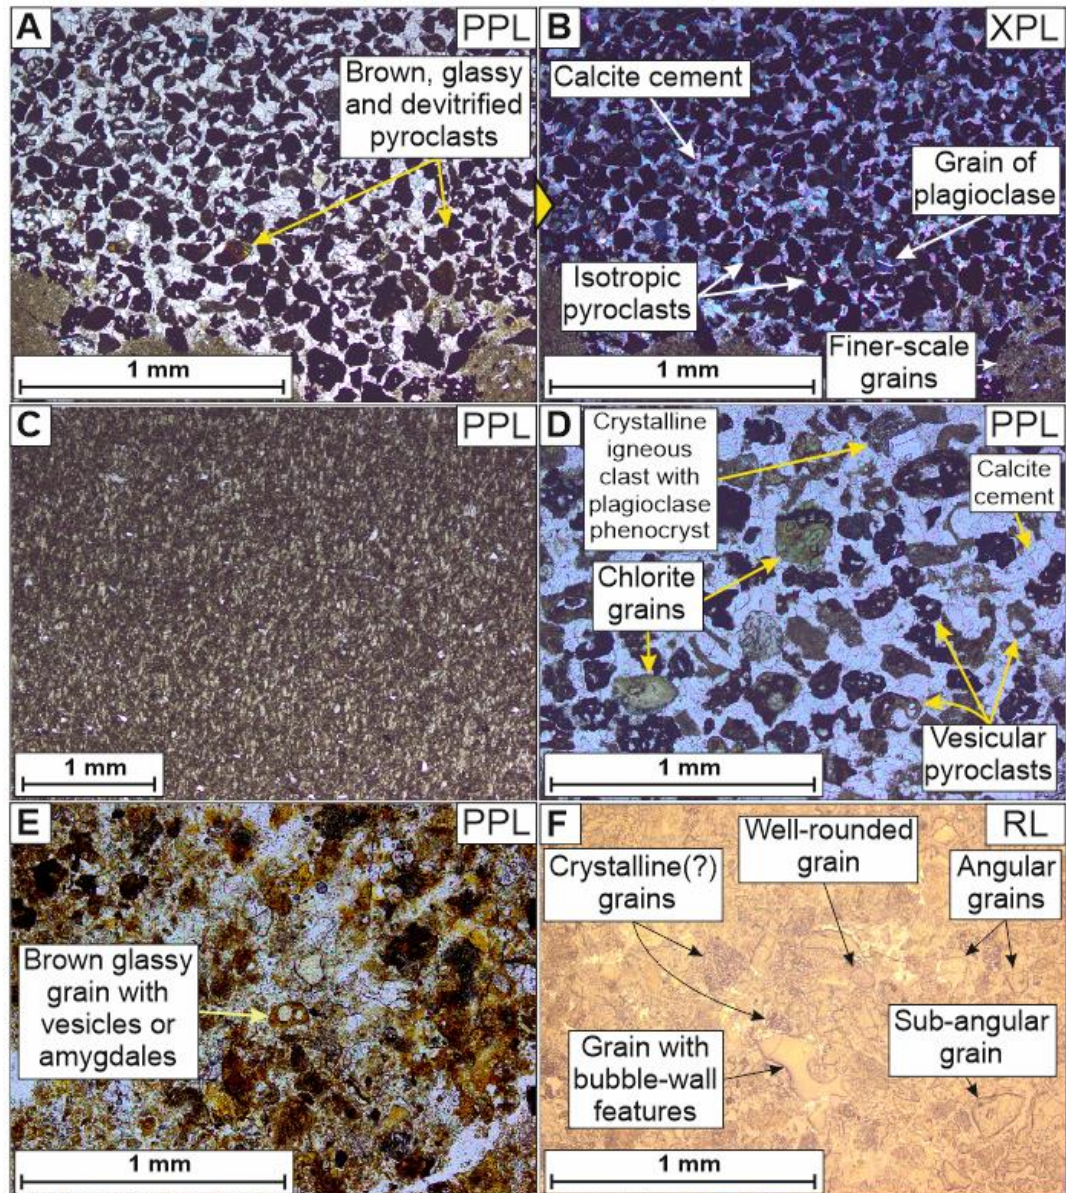 A
PPL
Brown, glassy
and devitrified
pyroclasts
1 mm
B
XPL
Calcite cement
Grain of
plagioclase
Isotropic
pyroclasts
Finer-scale
grains
1 mm
C
PPL
1 mm
D
PPL
Crystalline
igneous
clast with
plagioclase
phenocryst
Calcite
cement
Chlorite
grains
Vesicular
pyroclasts
1 mm
E
PPL
Brown glassy
grain with
vesicles or
amygdales
1 mm
F
RL
Well-rounded
grain
Crystalline(?)
grains
Angular
grains
Sub-angular
grain
Grain with
bubble-wall
features
1 mm